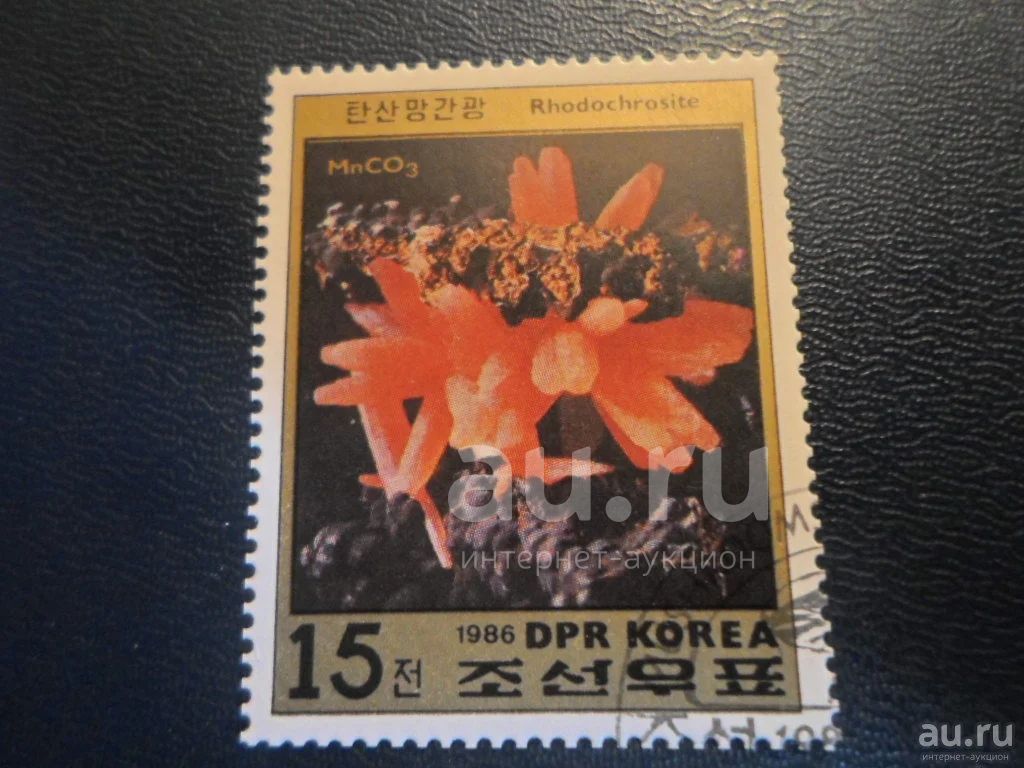 탄산망간광 Rhodochrosite
MnCO₃
au.ru
интернет-аукцион
15전
1986 DPR KOREA
조선우표
au.ru
интернет-аукцион